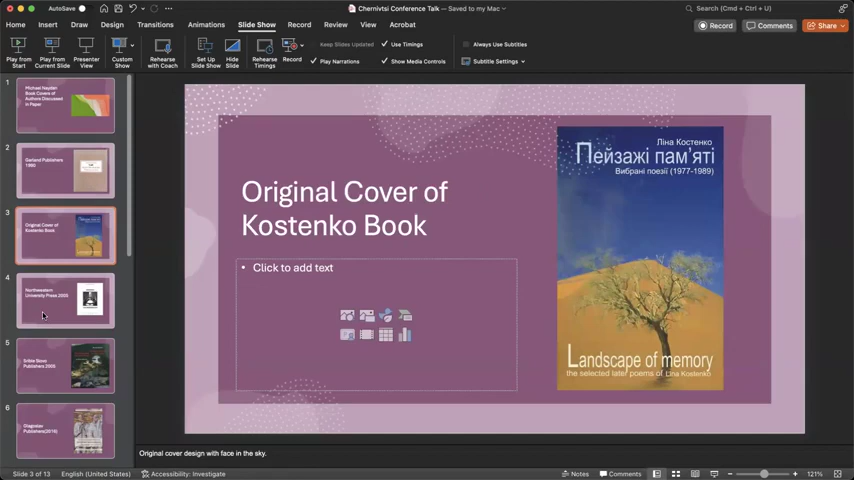 AutoSave
Chernivtsi Conference Talk — Saved to my Mac
Search (Cmd + Ctrl + U)
Home
Insert
Draw
Design
Transitions
Animations
Slide Show
Record
Review
View
Acrobat
Record
Comments
Share
Play from
Start
Play from
Current Slide
Presenter
View
Custom
Show
Rehearse
with Coach
Set Up
Slide Show
Hide
Slide
Rehearse
Timings
Record
Keep Slides Updated
Play Narrations
Use Timings
Show Media Controls
Always Use Subtitles
Subtitle Settings
1
Michael Naydan
Book Covers of
Authors Discussed
in Paper
2
Garland Publishers
1990
3
Original Cover of
Kostenko Book
4
Northwestern
University Press 2005
5
Sribne Slovo
Publishers 2005
6
Glagoslav
Publishers(2016)
Original Cover of
Kostenko Book
• Click to add text
Ліна Костенко
Пейзажі пам'яті
Вибрані поезії (1977-1989)
Landscape of memory
the selected later poems of Lina Kostenko
Original cover design with face in the sky.
Slide 3 of 13
English (United States)
Accessibility: Investigate
Notes
Comments
121%